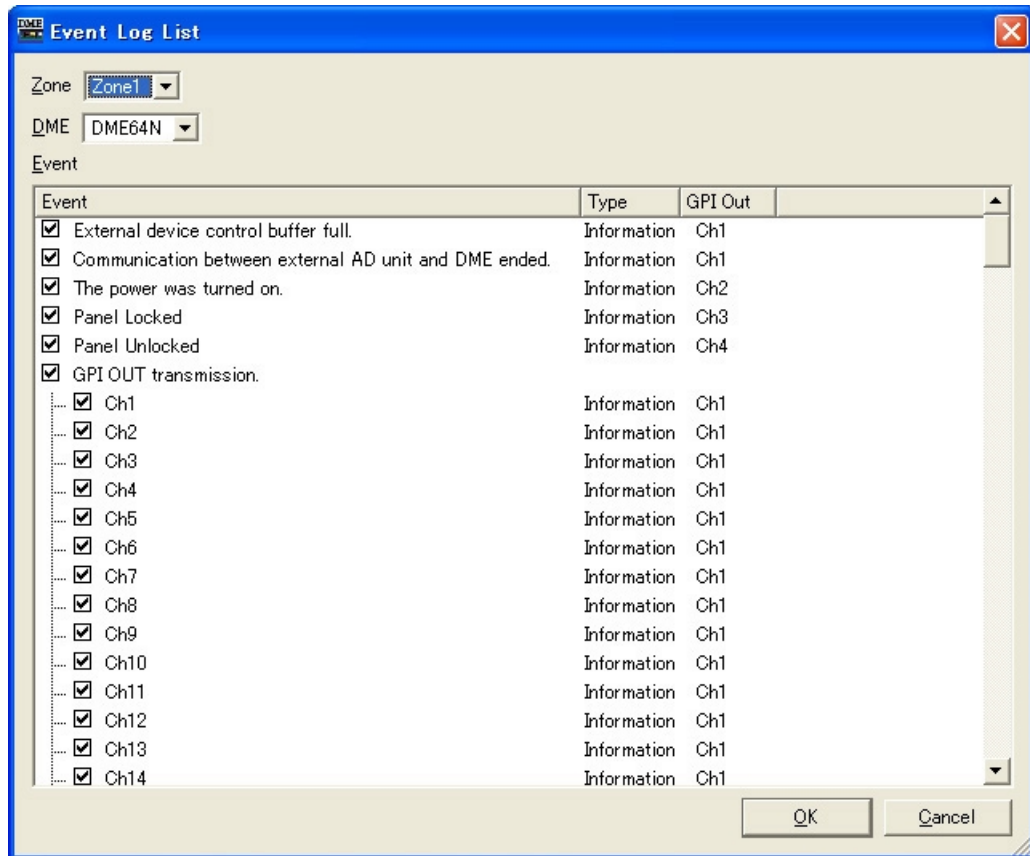 DME
Event Log List
Zone Zone1
DME DME64N
Event
Event Type GPI Out
External device control buffer full. Information Ch1
Communication between external AD unit and DME ended. Information Ch1
The power was turned on. Information Ch2
Panel Locked Information Ch3
Panel Unlocked Information Ch4
GPI OUT transmission.
Ch1 Information Ch1
Ch2 Information Ch1
Ch3 Information Ch1
Ch4 Information Ch1
Ch5 Information Ch1
Ch6 Information Ch1
Ch7 Information Ch1
Ch8 Information Ch1
Ch9 Information Ch1
Ch10 Information Ch1
Ch11 Information Ch1
Ch12 Information Ch1
Ch13 Information Ch1
Ch14 Information Ch1
OK Cancel